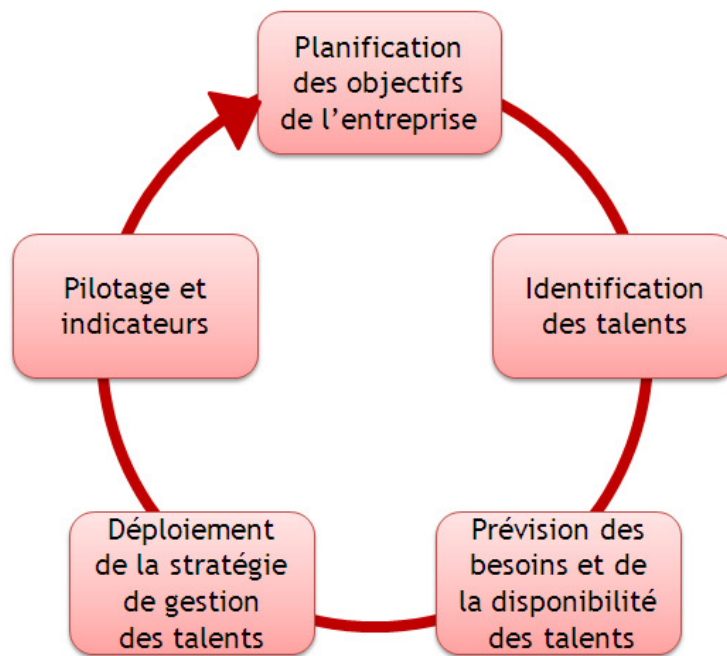 Planification
des objectifs
de l’entreprise
Identification
des talents
Prévision des
besoins et de
la disponibilité
des talents
Déploiement
de la stratégie
de gestion
des talents
Pilotage et
indicateurs